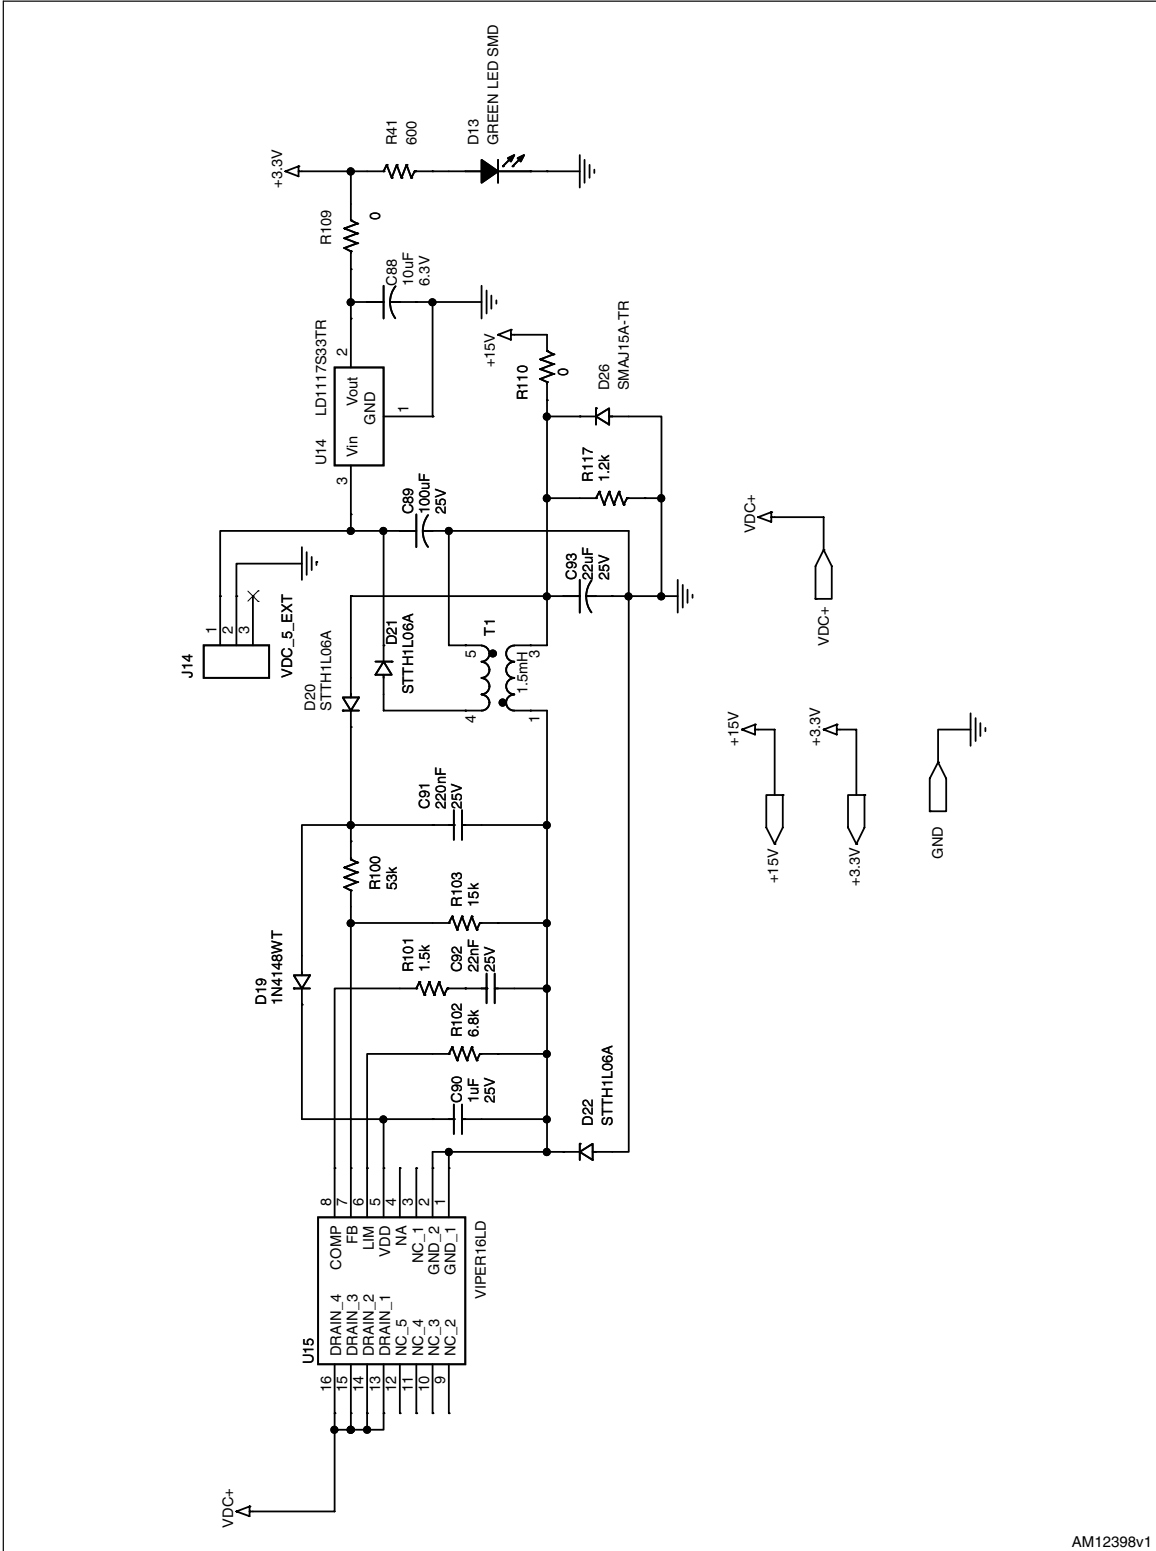 VDC+
U15
VIPER16LD
16
DRAIN_4
15
DRAIN_3
14
DRAIN_2
13
DRAIN_1
12
NC_5
11
NC_4
10
NC_3
9
NC_2
COMP
8
FB
7
LIM
6
VDD
5
NA
4
NC_1
3
GND_2
2
GND_1
1
D19
1N4148WT
C90
1uF
25V
R102
6.8k
R101
1.5k
C92
22nF
25V
R103
15k
R100
53k
C91
220nF
25V
D22
STTH1L06A
D20
STTH1L06A
D21
STTH1L06A
T1
1.5mH
4
5
1
3
J14
VDC_5_EXT
1
2
3
C89
100uF
25V
C93
22uF
25V
R117
1.2k
D26
SMAJ15A-TR
R110
0
+15V
U14
LD1117S33TR
Vin
Vout
GND
3
2
1
C88
10uF
6.3V
R109
0
+3.3V
R41
600
D13
GREEN LED SMD
VDC+
VDC+
+15V
+15V
+3.3V
+3.3V
GND
AM12398v1